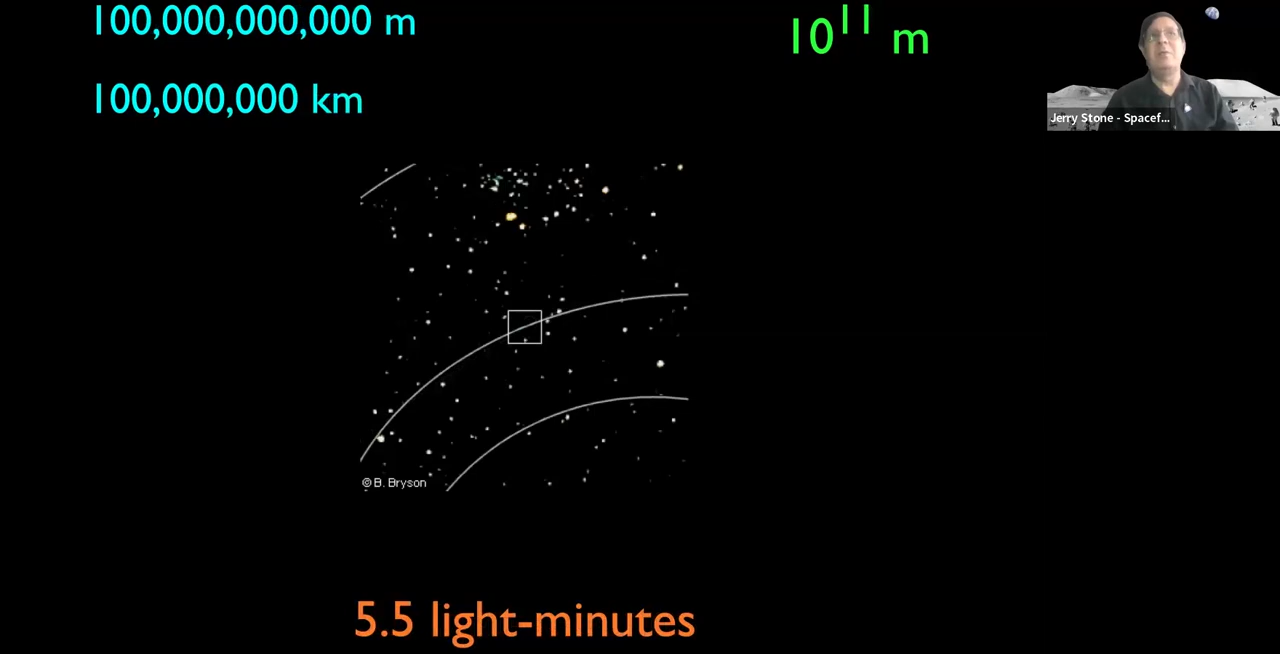 100,000,000,000 m
10¹¹ m
100,000,000 km
Jerry Stone - Spacef...
©B. Bryson
5.5 light-minutes